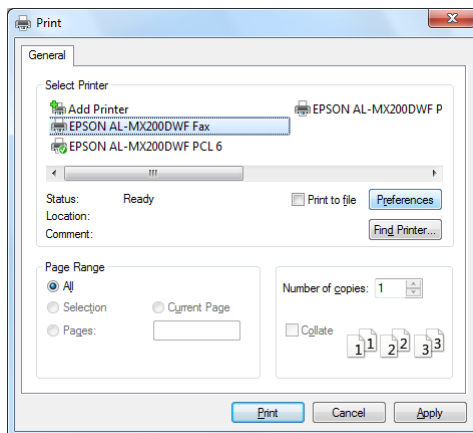 Print
General
Select Printer
Add Printer
EPSON AL-MX200DWF P
EPSON AL-MX200DWF Fax
EPSON AL-MX200DWF PCL 6
Status: Ready
Print to file
Preferences
Location:
Comment:
Find Printer...
Page Range
All
Selection
Current Page
Pages:
Number of copies: 1
Collate
1 1 2 2 3 3
Print
Cancel
Apply